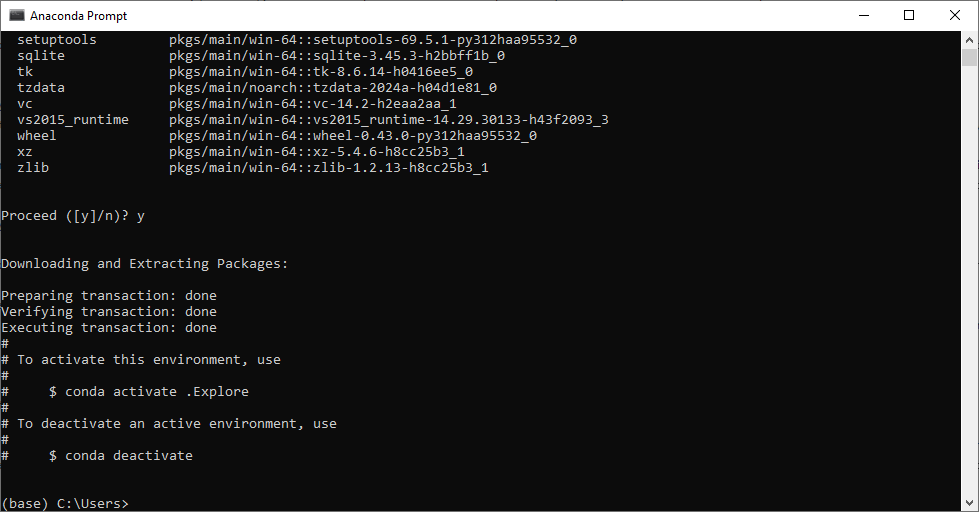 Anaconda Prompt
setuptools pkgs/main/win-64::setuptools-69.5.1-py312haa95532_0
sqlite pkgs/main/win-64::sqlite-3.45.3-h2bbff1b_0
tk pkgs/main/win-64::tk-8.6.14-h0416ee5_0
tzdata pkgs/main/noarch::tzdata-2024a-h04d1e81_0
vc pkgs/main/win-64::vc-14.2-h2eaa2aa_1
vs2015_runtime pkgs/main/win-64::vs2015_runtime-14.29.30133-h43f2093_3
wheel pkgs/main/win-64::wheel-0.43.0-py312haa95532_0
xz pkgs/main/win-64::xz-5.4.6-h8cc25b3_1
zlib pkgs/main/win-64::zlib-1.2.13-h8cc25b3_1
Proceed ([y]/n)? y
Downloading and Extracting Packages:
Preparing transaction: done
Verifying transaction: done
Executing transaction: done
#
# To activate this environment, use
#
#     $ conda activate .Explore
#
# To deactivate an active environment, use
#
#     $ conda deactivate
(base) C:\Users>